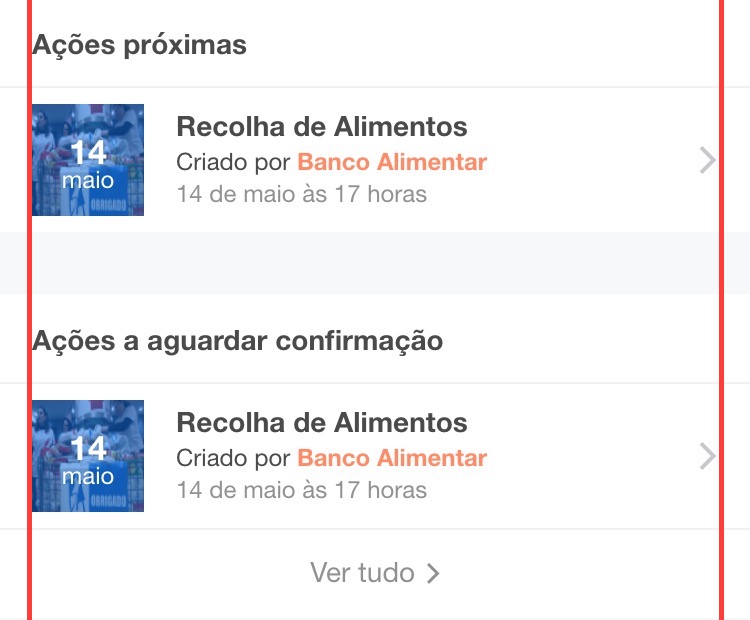 Ações próximas
14
maio
OBRIGADO
Recolha de Alimentos
Criado por Banco Alimentar
14 de maio às 17 horas
Ações a aguardar confirmação
14
maio
OBRIGADO
Recolha de Alimentos
Criado por Banco Alimentar
14 de maio às 17 horas
Ver tudo